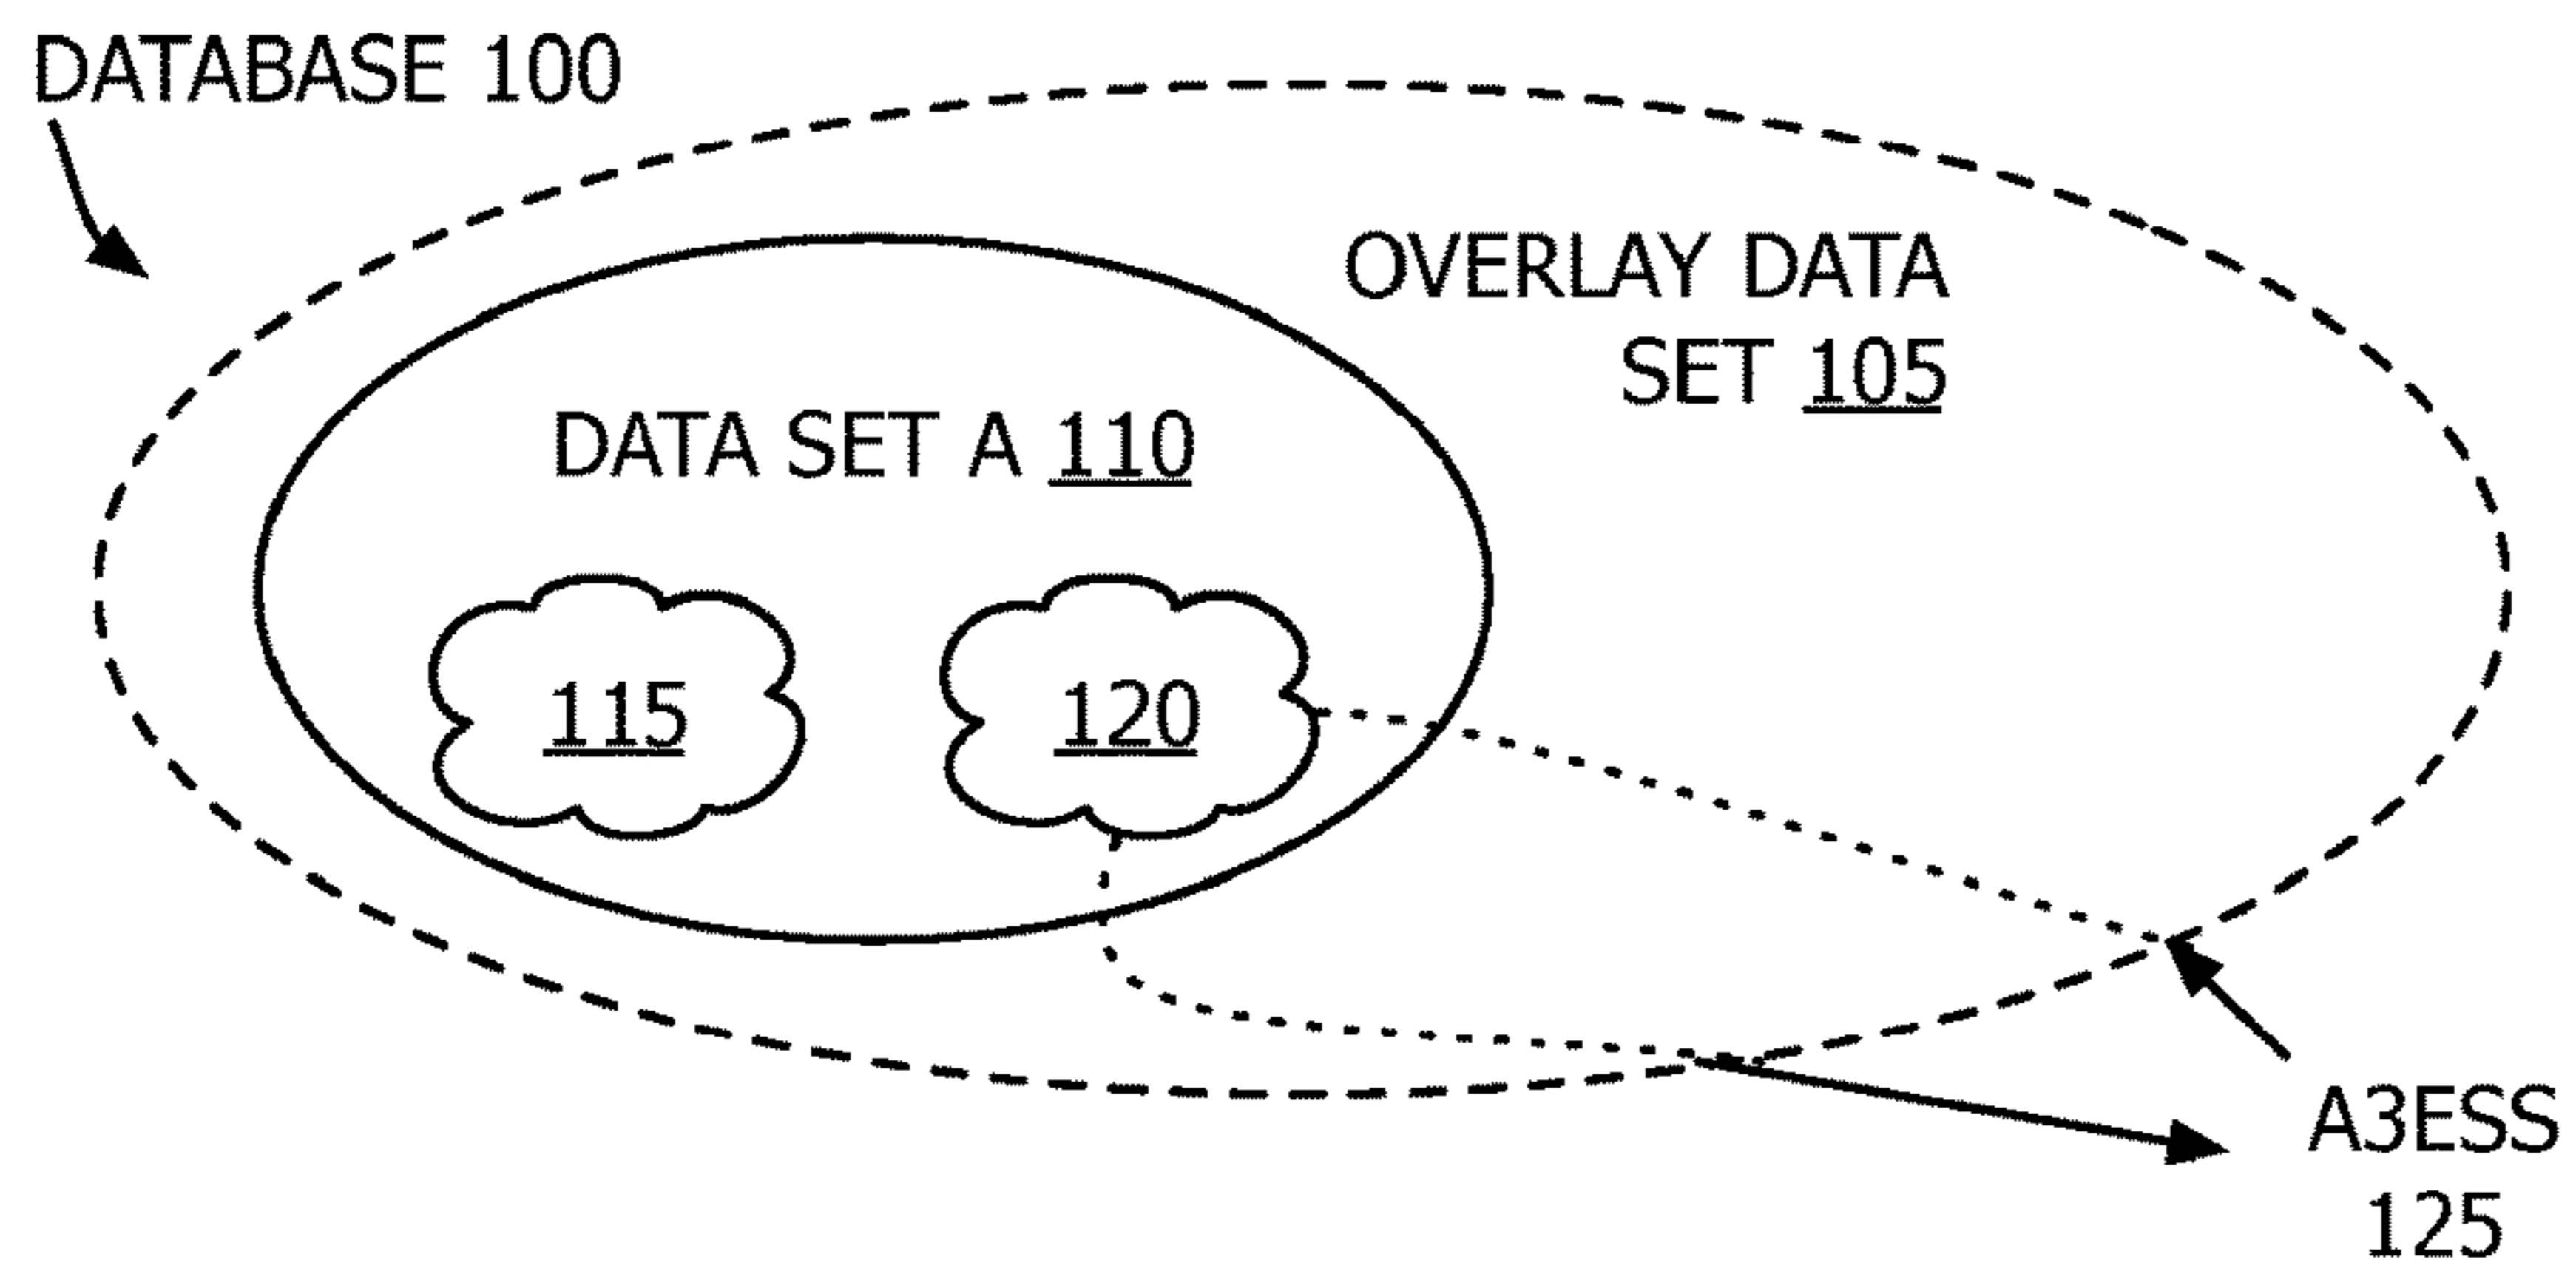 DATABASE 100
OVERLAY DATA
SET 105
DATA SET A 110
115
120
A3ESS
125